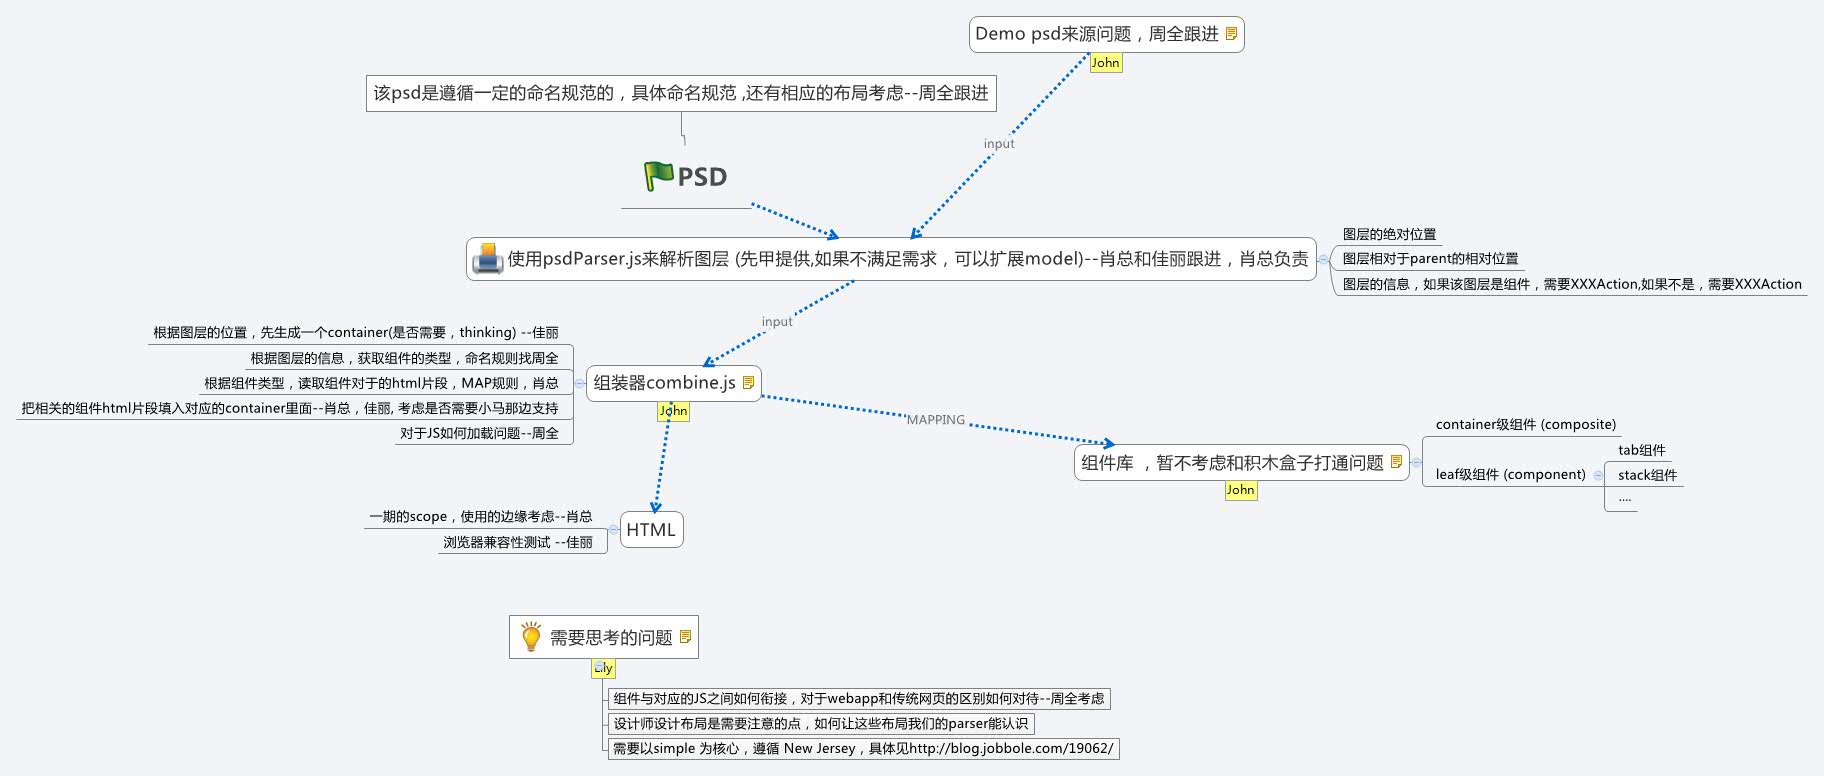 Demo psd来源问题，周全跟进
John
该psd是遵循一定的命名规范的，具体命名规范 ,还有相应的布局考虑--周全跟进
input
PSD
使用psdParser.js来解析图层 (先甲提供,如果不满足需求，可以扩展model)--肖总和佳丽跟进，肖总负责
图层的绝对位置
图层相对于parent的相对位置
图层的信息，如果该图层是组件，需要XXXAction,如果不是，需要XXXAction
input
根据图层的位置，先生成一个container(是否需要，thinking) --佳丽
根据图层的信息，获取组件的类型，命名规则找周全
根据组件类型，读取组件对于的html片段，MAP规则，肖总
把相关的组件html片段填入对应的container里面--肖总，佳丽, 考虑是否需要小马那边支持
对于JS如何加载问题--周全
组装器combine.js
John
MAPPING
组件库 ，暂不考虑和积木盒子打通问题
John
container级组件 (composite)
leaf级组件 (component)
tab组件
stack组件
....
一期的scope，使用的边缘考虑--肖总
浏览器兼容性测试 --佳丽
HTML
需要思考的问题
Lily
组件与对应的JS之间如何衔接，对于webapp和传统网页的区别如何对待--周全考虑
设计师设计布局是需要注意的点，如何让这些布局我们的parser能认识
需要以simple 为核心，遵循 New Jersey，具体见http://blog.jobbole.com/19062/